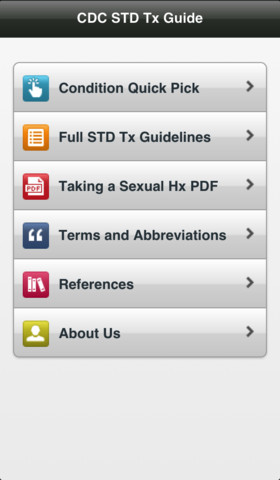 CDC STD Tx Guide
Condition Quick Pick
Full STD Tx Guidelines
PDF
Taking a Sexual Hx PDF
Terms and Abbreviations
References
About Us